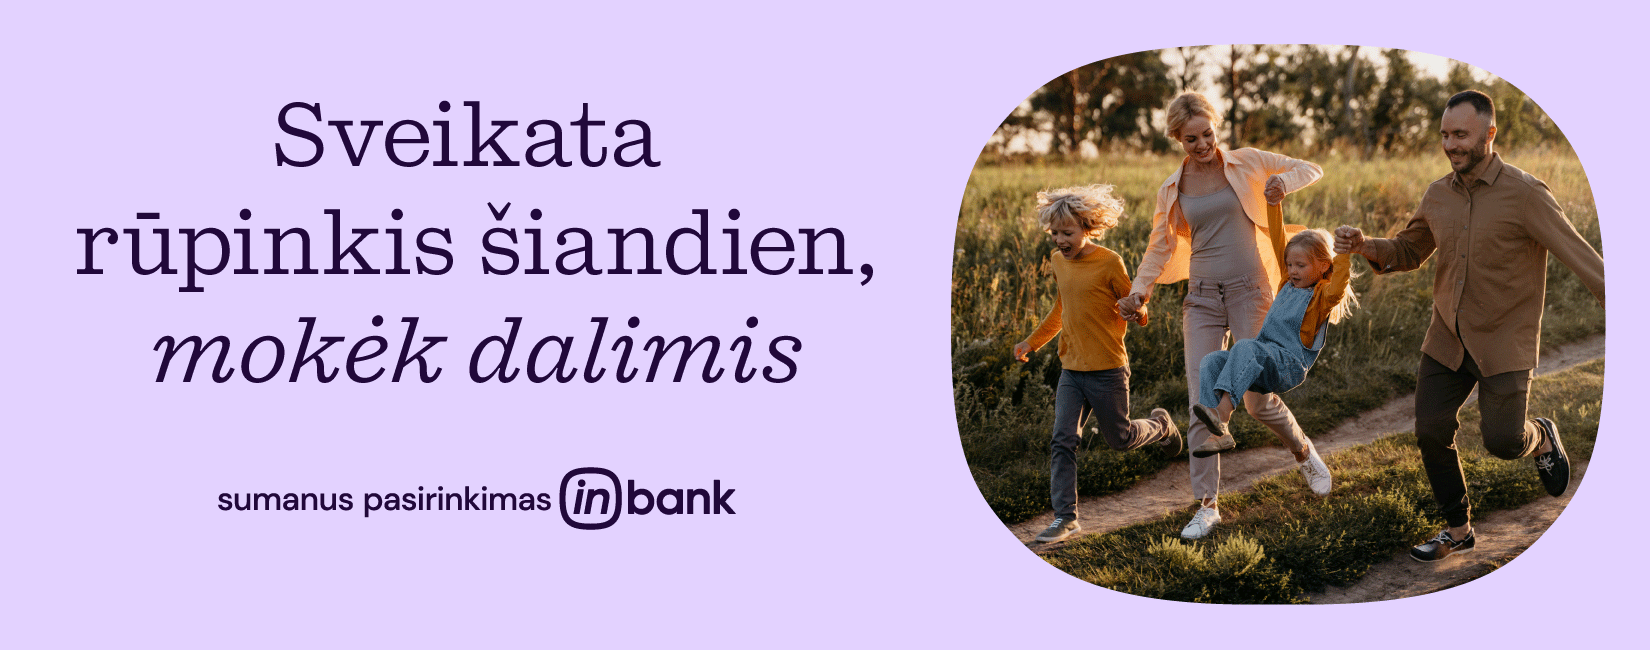 Sveikata
rūpinkis šiandien,
mokėk dalimis
sumanus pasirinkimas inbank